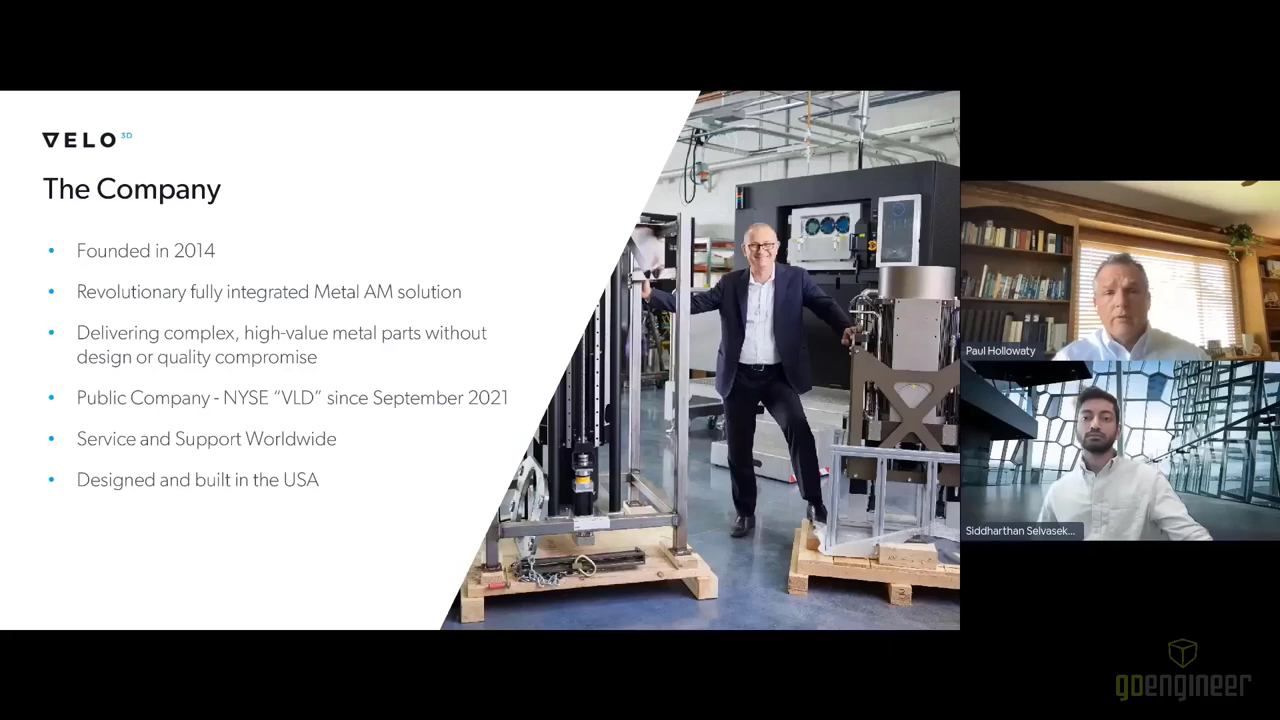 VELO 3D
The Company
• Founded in 2014
• Revolutionary fully integrated Metal AM solution
• Delivering complex, high-value metal parts without
design or quality compromise
• Public Company - NYSE “VLD” since September 2021
• Service and Support Worldwide
• Designed and built in the USA
Paul Hollowaty
Siddharthan Selvasek...
goengineer